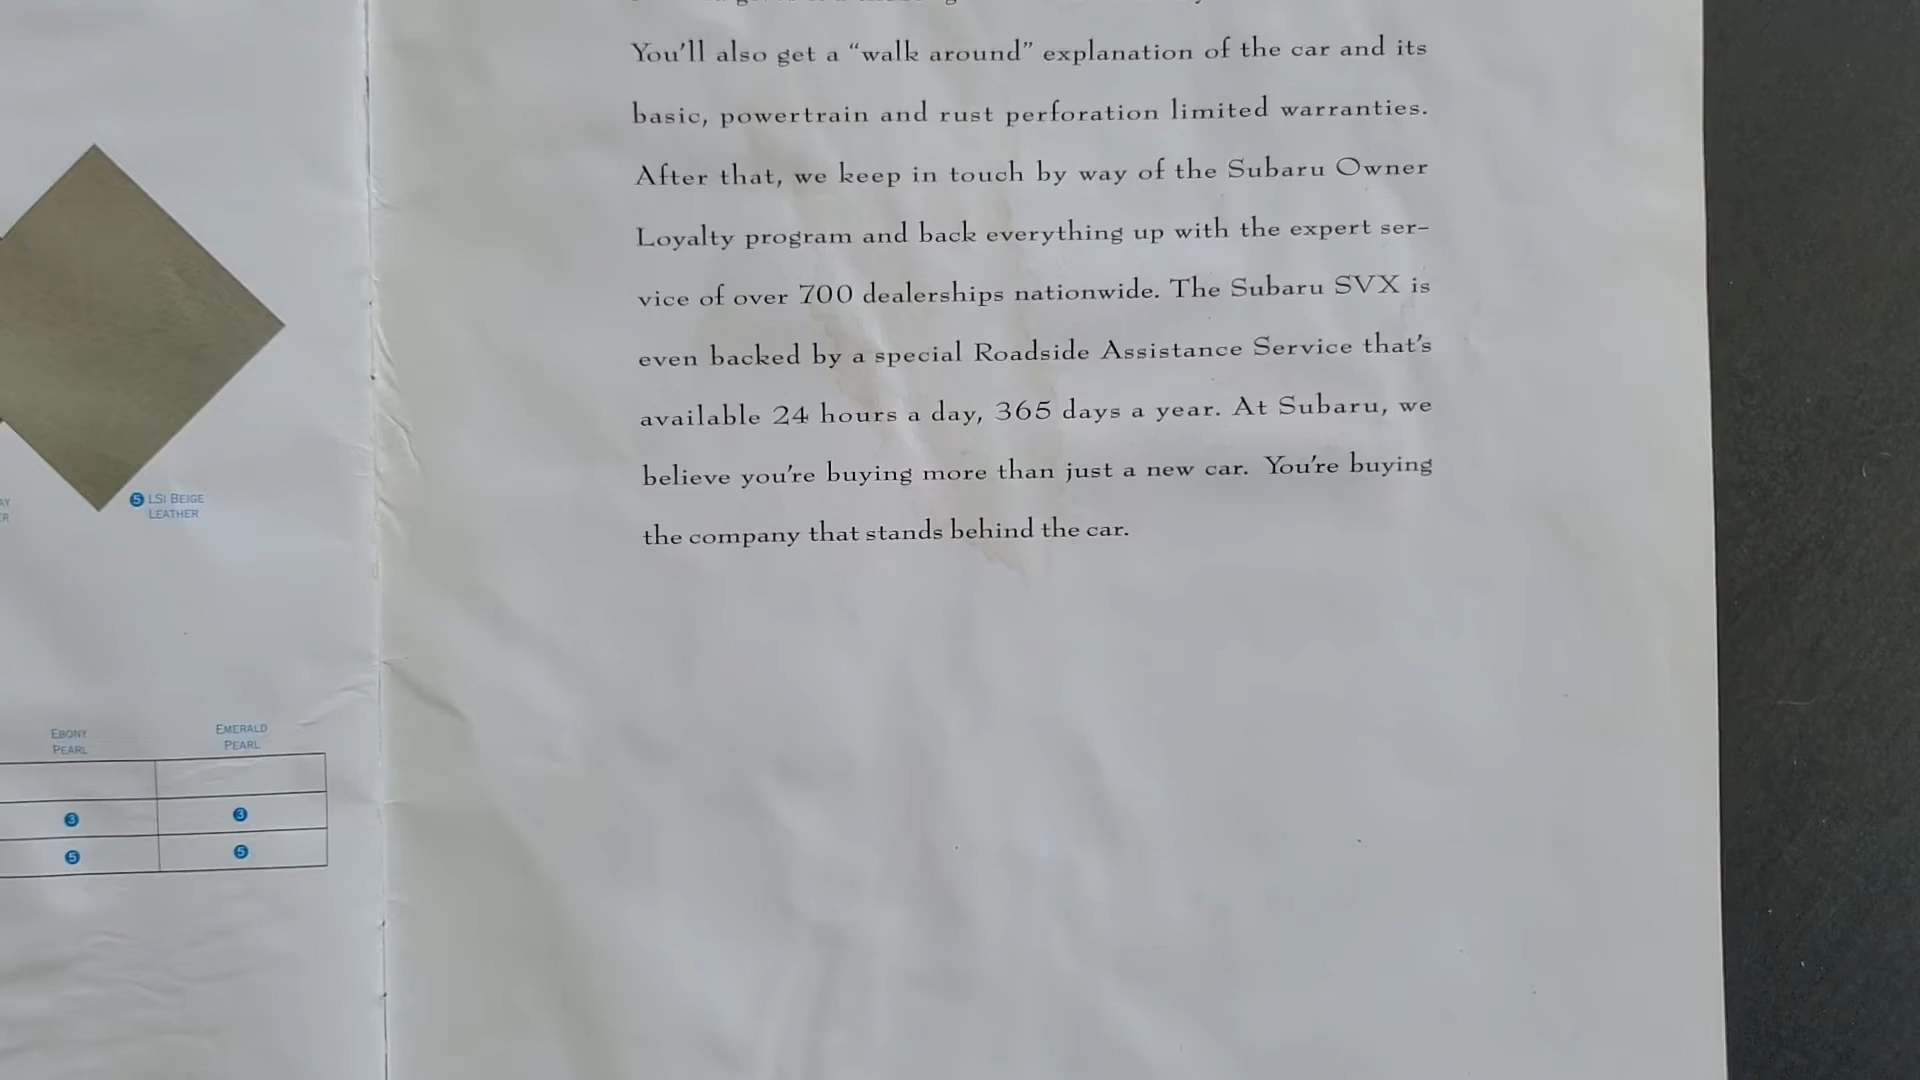 You'll also get a “walk around” explanation of the car and its
basic, powertrain and rust perforation limited warranties.
After that, we keep in touch by way of the Subaru Owner
Loyalty program and back everything up with the expert ser-
vice of over 700 dealerships nationwide. The Subaru SVX is
even backed by a special Roadside Assistance Service that's
available 24 hours a day, 365 days a year. At Subaru, we
believe you're buying more than just a new car. You're buying
the company that stands behind the car.
5 LSi BEIGE
LEATHER
EBONY
PEARL
EMERALD
PEARL
3 3
5 5